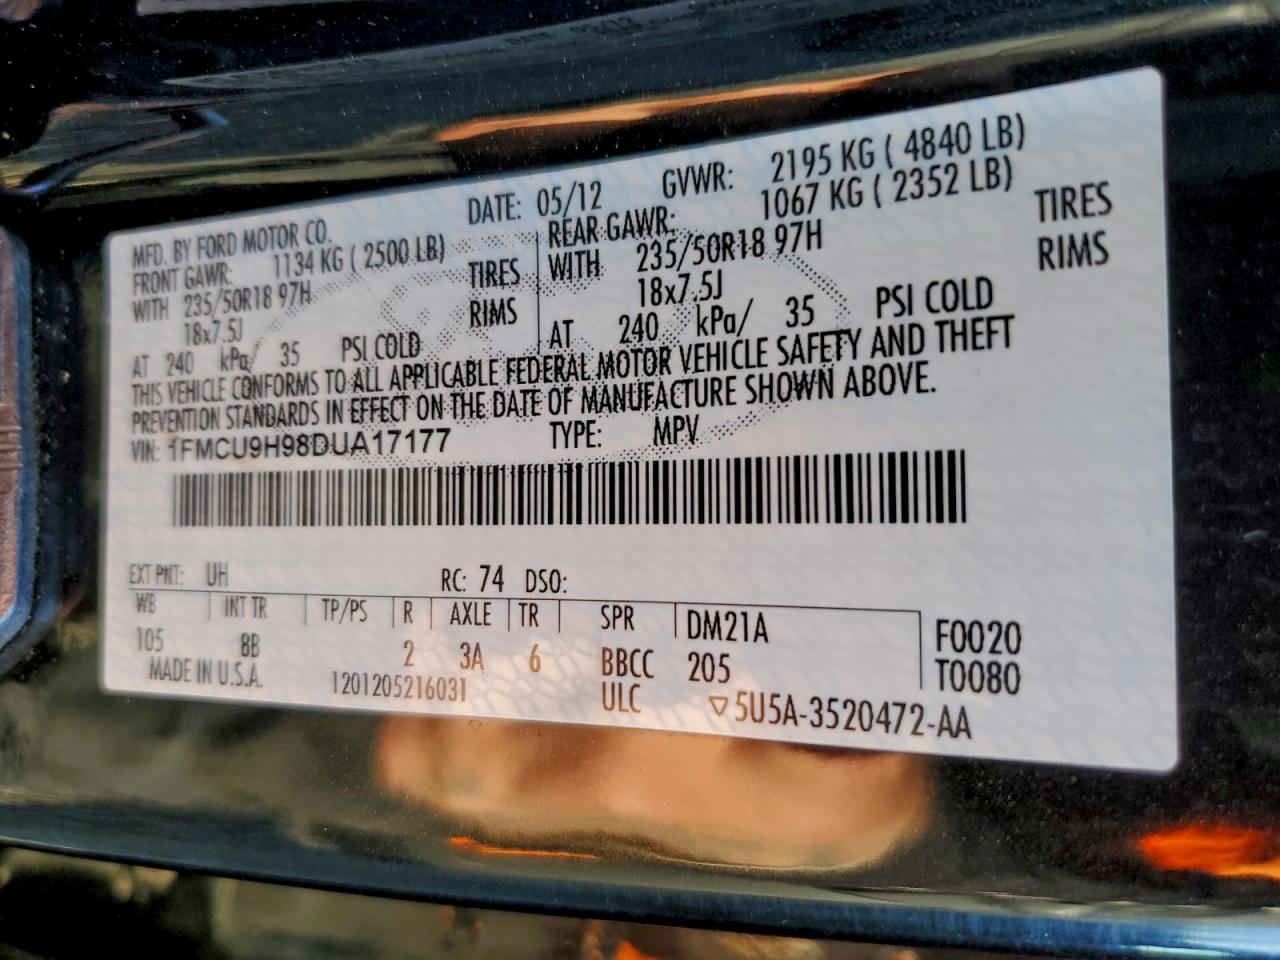 DATE: 05/12 GVWR: 2195 KG ( 4840 LB)
MFD. BY FORD MOTOR CO.
FRONT GAWR: 1134 KG ( 2500 LB)
WITH 235/50R18 97H TIRES
18x7.5J RIMS
AT 240 kPa/ 35 PSI COLD
REAR GAWR: 1067 KG ( 2352 LB)
WITH 235/50R18 97H TIRES
18x7.5J RIMS
AT 240 kPa/ 35 PSI COLD
THIS VEHICLE CONFORMS TO ALL APPLICABLE FEDERAL MOTOR VEHICLE SAFETY AND THEFT
PREVENTION STANDARDS IN EFFECT ON THE DATE OF MANUFACTURE SHOWN ABOVE.
VIN: 1FMCU9H98DUA17177 TYPE: MPV
EXT PNT: UH RC: 74 DSO:
WB INT TR TP/PS R AXLE TR SPR DM21A F0020
105 8B 2 3A 6 BBCC 205 T0080
MADE IN U.S.A. 1201205216031 ULC ▽5U5A-3520472-AA